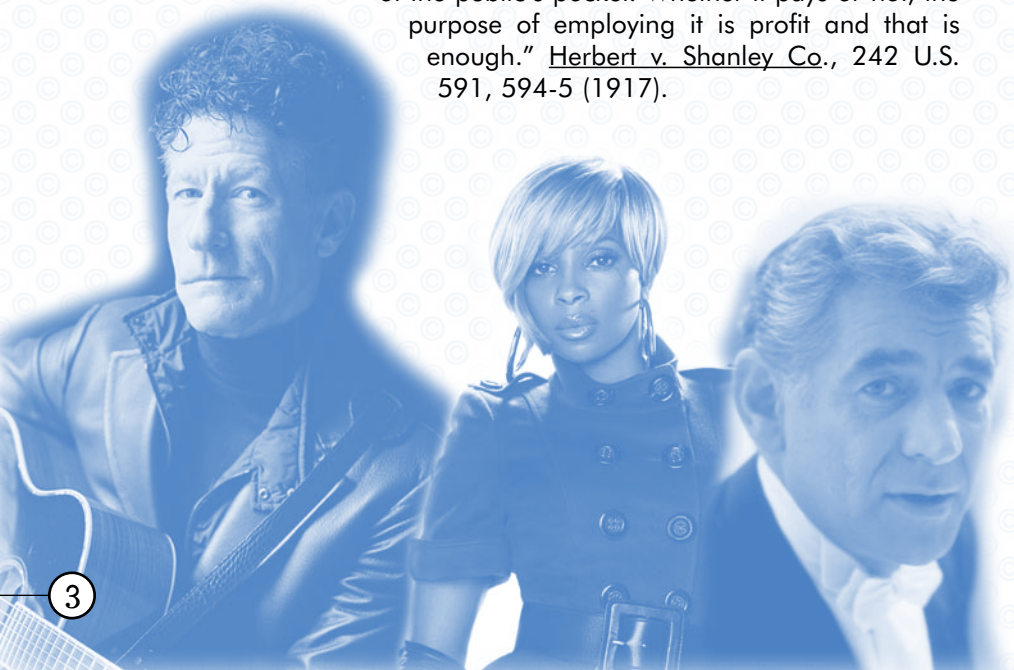 purpose of employing it is profit and that is
enough.” Herbert v. Shanley Co., 242 U.S.
591, 594-5 (1917).
3